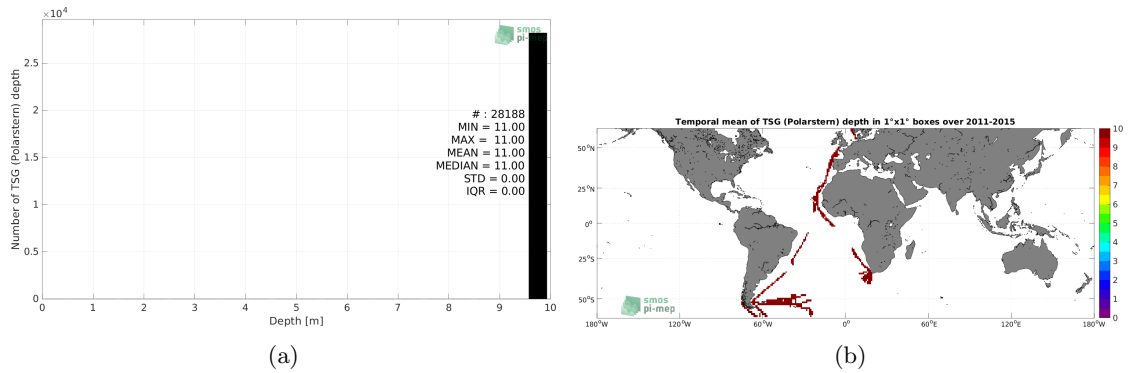 ×10⁴
2.5
2
1.5
1
0.5
0
Number of TSG (Polarstern) depth
smos
pi-mep
# : 28188
MIN = 11.00
MAX = 11.00
MEAN = 11.00
MEDIAN = 11.00
STD = 0.00
IQR = 0.00
0 1 2 3 4 5 6 7 8 9 10
Depth [m]
(a)
Temporal mean of TSG (Polarstern) depth in 1°x1° boxes over 2011-2015
50°N
25°N
0°
25°S
50°S
smos
pi-mep
180°W 120°W 60°W 0°W 60°E 120°E 180°W
10
9
8
7
6
5
4
3
2
1
0
(b)